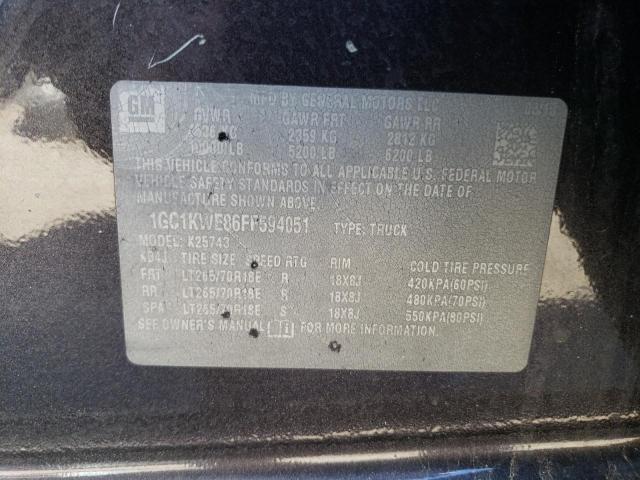 GM
MFD BY GENERAL MOTORS LLC
GVWR GAWR FRT GAWR RR
2359 KG 2812 KG
LB 5200 LB 6200 LB
THIS VEHICLE CONFORMS TO ALL APPLICABLE U.S. FEDERAL MOTOR
VEHICLE SAFETY STANDARDS IN EFFECT ON THE DATE OF
MANUFACTURE SHOWN ABOVE.
1GC1KWE86FF594051 TYPE: TRUCK
MODEL: K25743
TIRE SIZE SPEED RTG RIM COLD TIRE PRESSURE
FRT LT265/70R18E R 18X8J 420KPA(60PSI)
RR LT265/70R18E R 18X8J 480KPA(70PSI)
SPA LT265/70R18E S 18X8J 550KPA(80PSI)
SEE OWNER'S MANUAL FOR MORE INFORMATION.